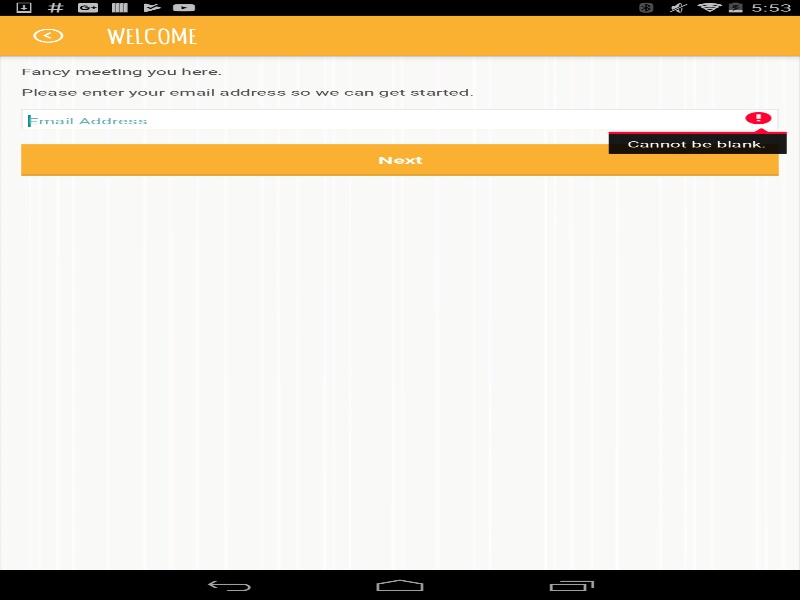 5:53
WELCOME
Fancy meeting you here.
Please enter your email address so we can get started.
Email Address
Cannot be blank.
Next